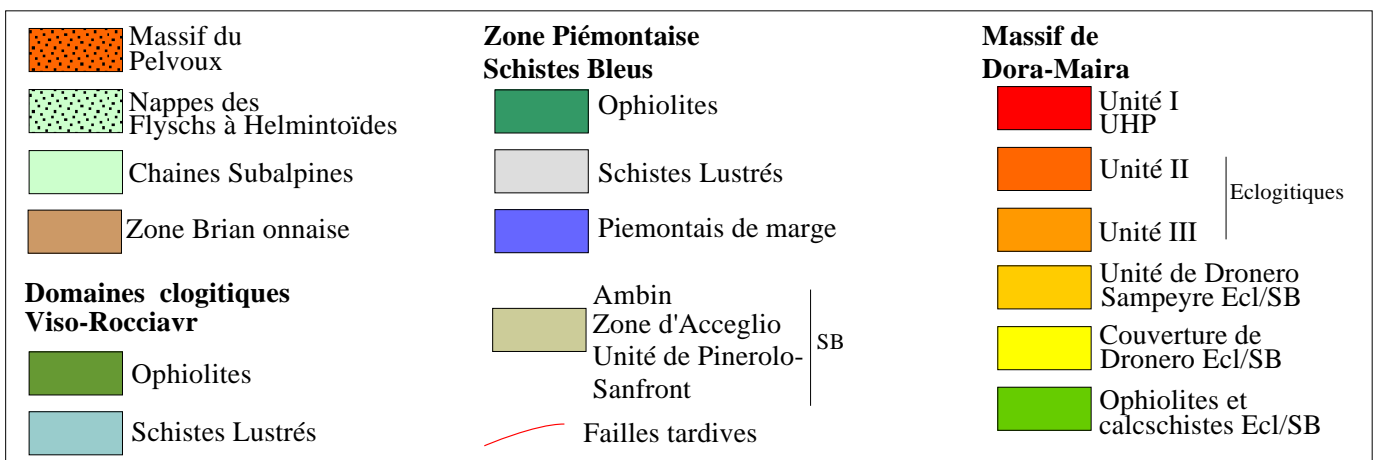 Massif du
Pelvoux
Nappes des
Flyschs à Helmintoïdes
Chaines Subalpines
Zone Brian onnaise
Domaines clogitiques
Viso-Rocciavr
Ophiolites
Schistes Lustrés
Zone Piémontaise
Schistes Bleus
Ophiolites
Schistes Lustrés
Piemontais de marge
Ambin
Zone d'Acceglio
Unité de Pinerolo-
Sanfront
SB
Failles tardives
Massif de
Dora-Maira
Unité I
UHP
Unité II
Unité III
Eclogitiques
Unité de Dronero
Sampeyre Ecl/SB
Couverture de
Dronero Ecl/SB
Ophiolites et
calcschistes Ecl/SB